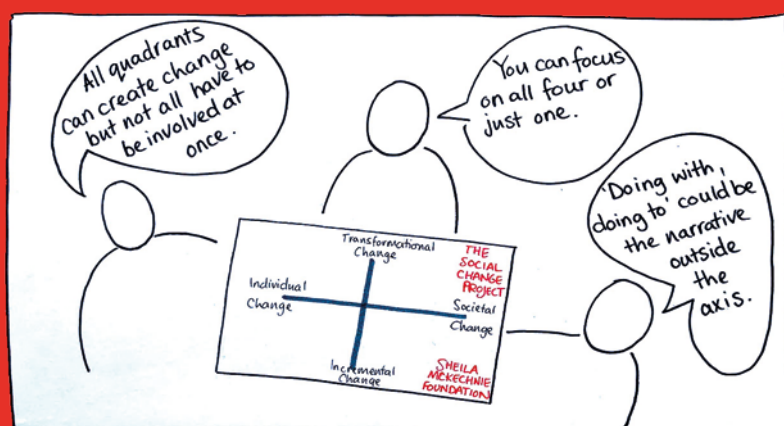 All quadrants
can create change
but not all have to
be involved at
once.
You can focus
on all four or
just one.
'Doing with,
doing to' could be
the narrative
outside
the
axis.
Transformational
Change
THE
SOCIAL
CHANGE
PROJECT
Individual
Change
Societal
Change
Incremental
Change
SHEILA
MCKECHNIE
FOUNDATION